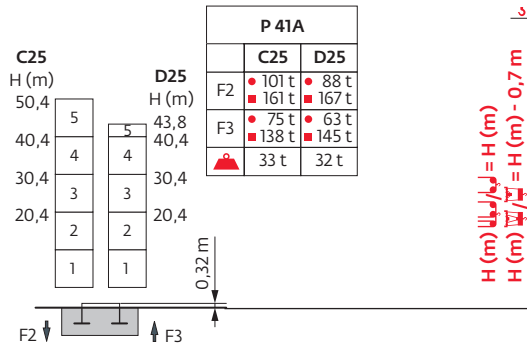 P 41A
C25 D25
F2 101 t 88 t
161 t 167 t
F3 75 t 63 t
138 t 145 t
33 t 32 t
C25
H (m)
50,4
40,4
30,4
20,4
5
4
3
2
1
D25
H (m)
43,8
40,4
30,4
20,4
5
4
3
2
1
0,32 m
F2
F3
H (m) / = H (m)
H (m) / = H (m) - 0,7 m